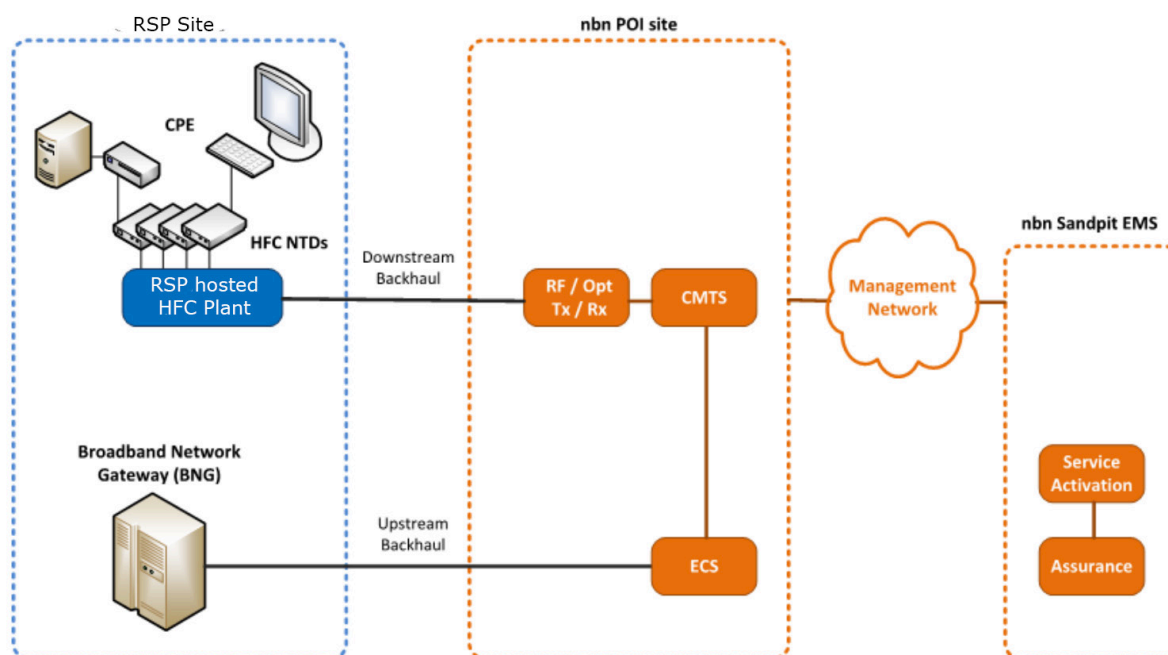 RSP Site
nbn POI site
CPE
HFC NTDs
RSP hosted
HFC Plant
Downstream
Backhaul
RF / Opt
Tx / Rx
CMTS
Management
Network
nbn Sandpit EMS
Broadband Network
Gateway (BNG)
Upstream
Backhaul
ECS
Service
Activation
Assurance